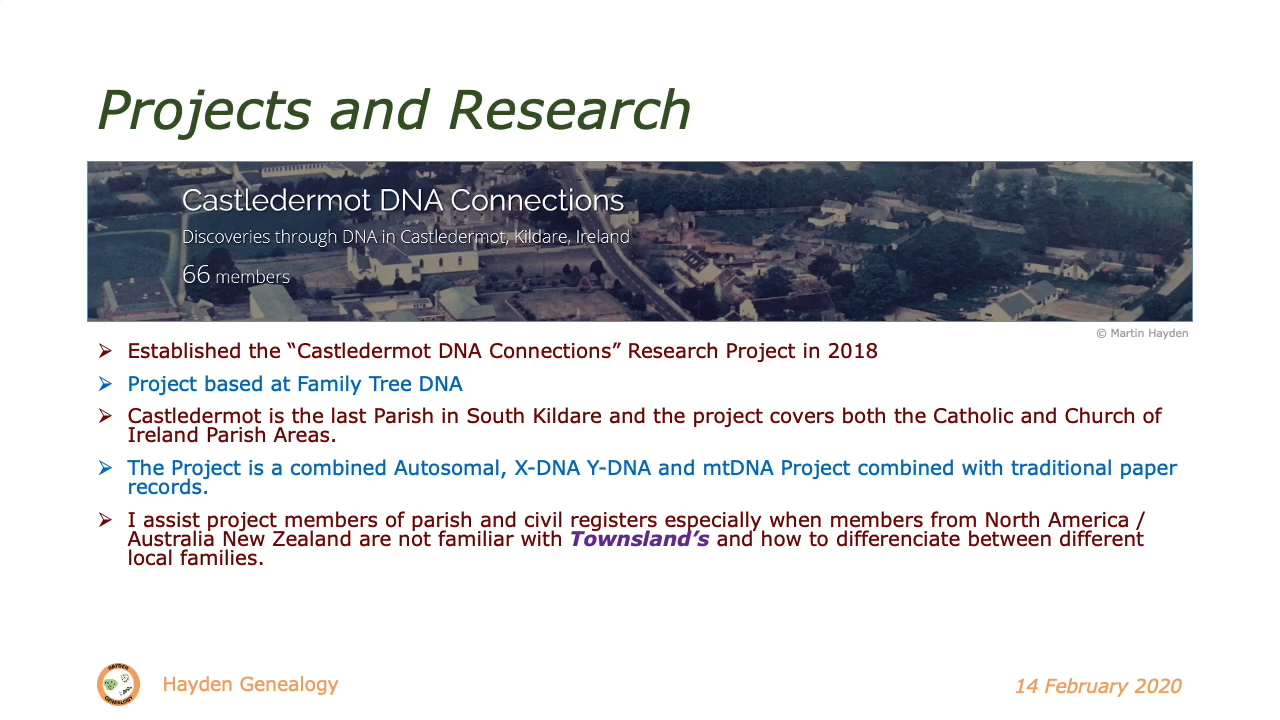 Projects and Research
Castledermot DNA Connections
Discoveries through DNA in Castledermot, Kildare, Ireland
66 members
© Martin Hayden
➢ Established the “Castledermot DNA Connections” Research Project in 2018
➢ Project based at Family Tree DNA
➢ Castledermot is the last Parish in South Kildare and the project covers both the Catholic and Church of
Ireland Parish Areas.
➢ The Project is a combined Autosomal, X-DNA Y-DNA and mtDNA Project combined with traditional paper
records.
➢ I assist project members of parish and civil registers especially when members from North America /
Australia New Zealand are not familiar with Townsland’s and how to differenciate between different
local families.
HAYDEN
GENEALOGY
Hayden Genealogy
14 February 2020